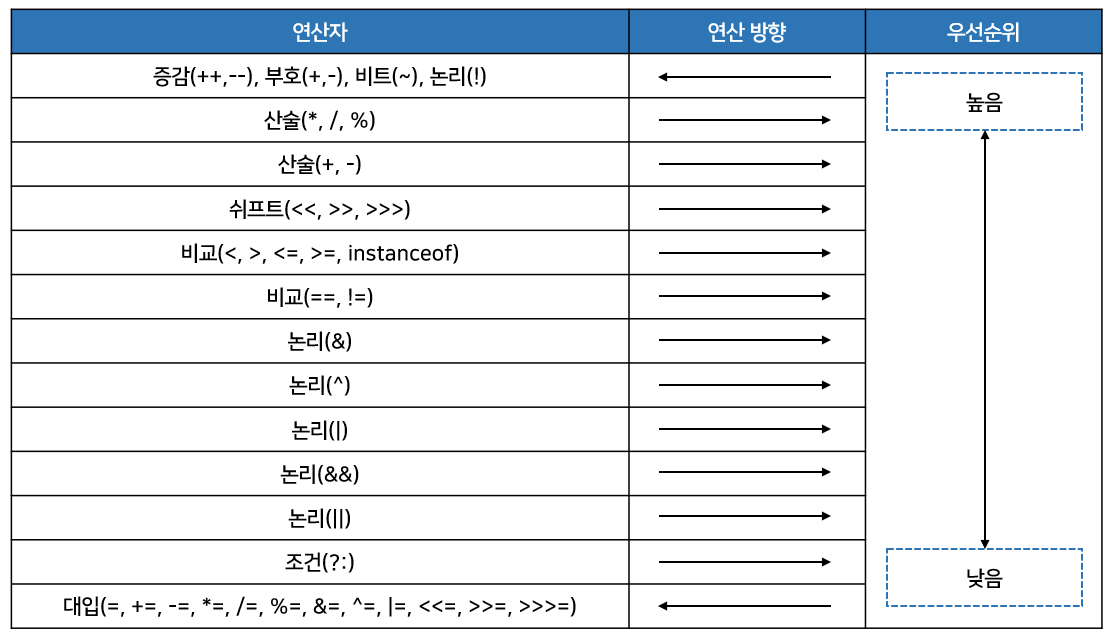 연산자 연산 방향 우선순위
증감(++,--), 부호(+,-), 비트(~), 논리(!)
높음
산술(*, /, %)
산술(+, -)
쉬프트(<<, >>, >>>)
비교(<, >, <=, >=, instanceof)
비교(==, !=)
논리(&)
논리(^)
논리(|)
논리(&&)
논리(||)
조건(?:)
낮음
대입(=, +=, -=, *=, /=, %=, &=, ^=, |=, <<=, >>=, >>>=)